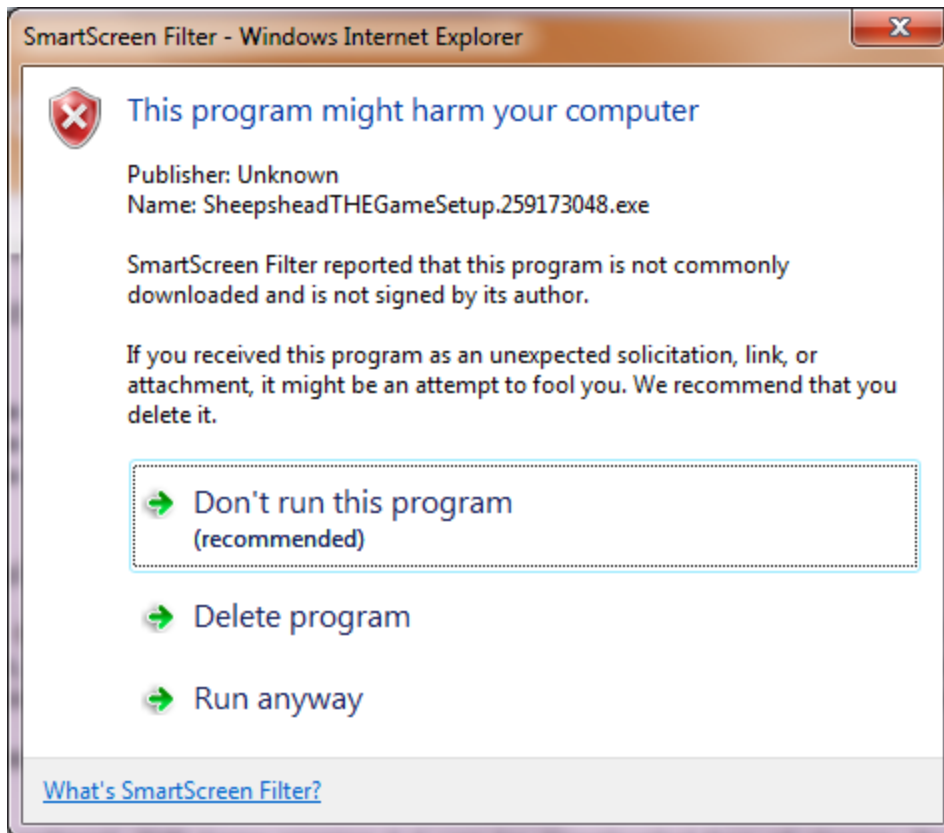 SmartScreen Filter - Windows Internet Explorer
This program might harm your computer
Publisher: Unknown
Name: SheepsheadTHEGameSetup.259173048.exe
SmartScreen Filter reported that this program is not commonly
downloaded and is not signed by its author.
If you received this program as an unexpected solicitation, link, or
attachment, it might be an attempt to fool you. We recommend that you
delete it.
Don't run this program
(recommended)
Delete program
Run anyway
What's SmartScreen Filter?